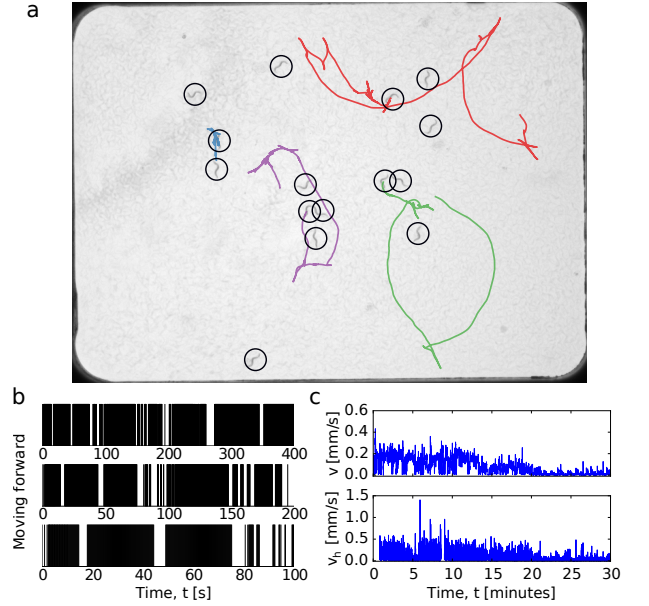 a
b
c
Moving forward
0 100 200 300 400
0 50 100 150 200
0 20 40 60 80 100
Time, t [s]
v [mm/s]
0.6
0.4
0.2
0.0
vₕ [mm/s]
1.5
1.0
0.5
0.0
0 5 10 15 20 25 30
Time, t [minutes]